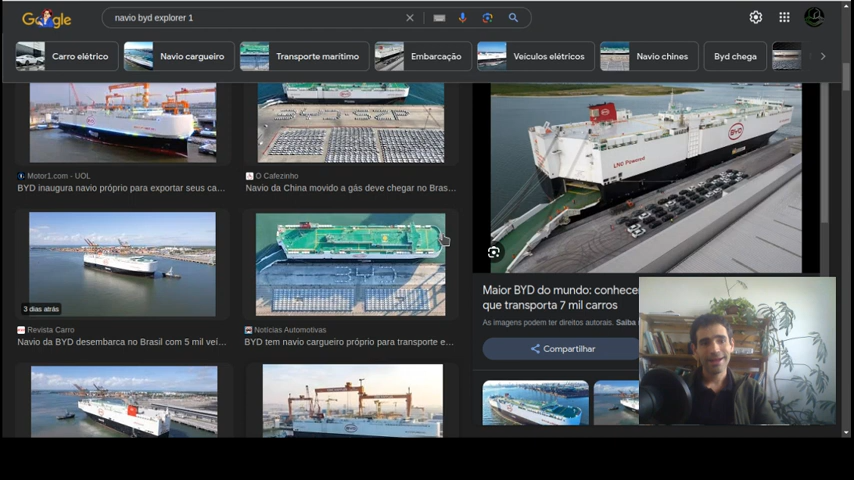 Google
navio byd explorer 1
Carro elétrico
Navio cargueiro
Transporte marítimo
Embarcação
Veículos elétricos
Navio chines
Byd chega
Motor1.com - UOL
BYD inaugura navio próprio para exportar seus ca...
O Cafezinho
Navio da China movido a gás deve chegar no Bras...
BYD
LNG Powered
3 dias atrás
Revista Carro
Navio da BYD desembarca no Brasil com 5 mil veí...
Notícias Automotivas
BYD tem navio cargueiro próprio para transporte e...
Maior BYD do mundo: conhece
que transporta 7 mil carros
As imagens podem ter direitos autorais. Saiba
Compartilhar